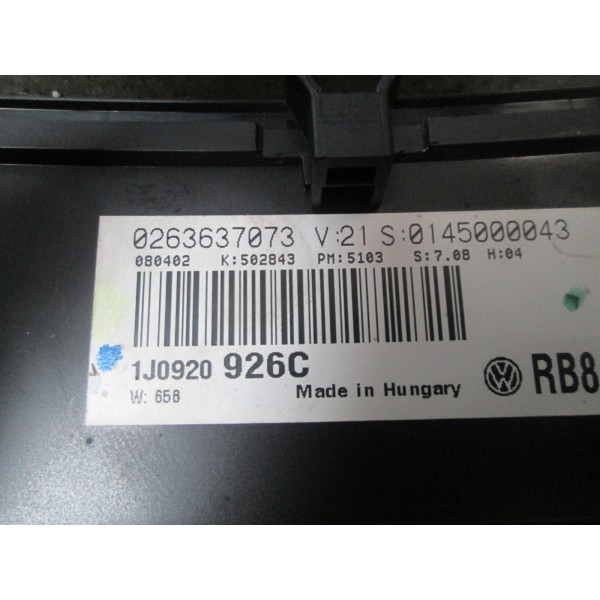 0263637073 V:21 S:0145000043
080402 K:502843 PM:5103 S:7.08 H:04
1J0920 926C Made in Hungary RB8
W: 658